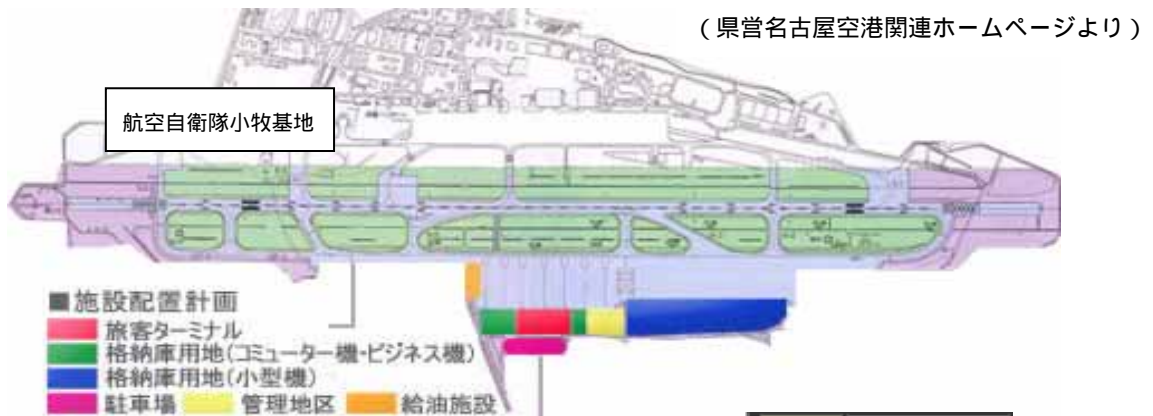 （県営名古屋空港関連ホームページより）
航空自衛隊小牧基地
■施設配置計画
旅客ターミナル
格納庫用地(コミューター機・ビジネス機)
格納庫用地(小型機)
駐車場 管理地区 給油施設